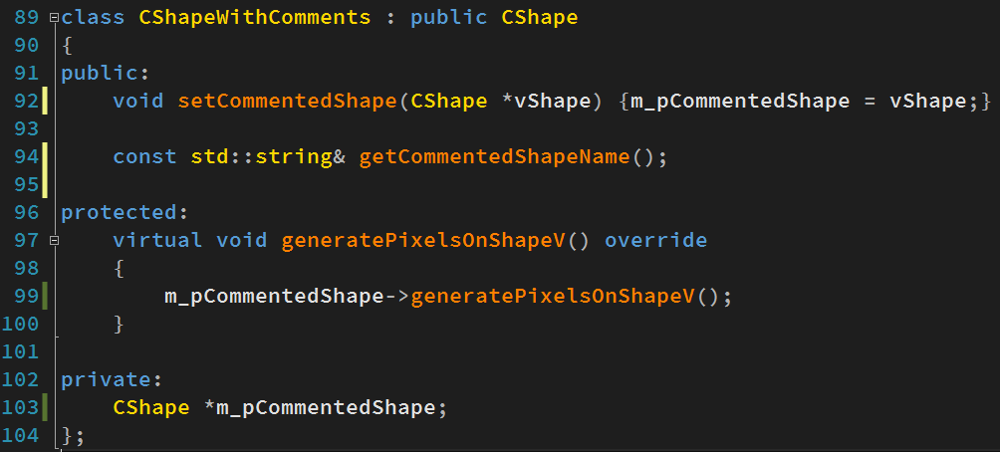 89 class CShapeWithComments : public CShape
90 {
91 public:
92     void setCommentedShape(CShape *vShape) {m_pCommentedShape = vShape;}
93
94     const std::string& getCommentedShapeName();
95
96 protected:
97     virtual void generatePixelsOnShapeV() override
98     {
99         m_pCommentedShape->generatePixelsOnShapeV();
100     }
101
102 private:
103     CShape *m_pCommentedShape;
104 };